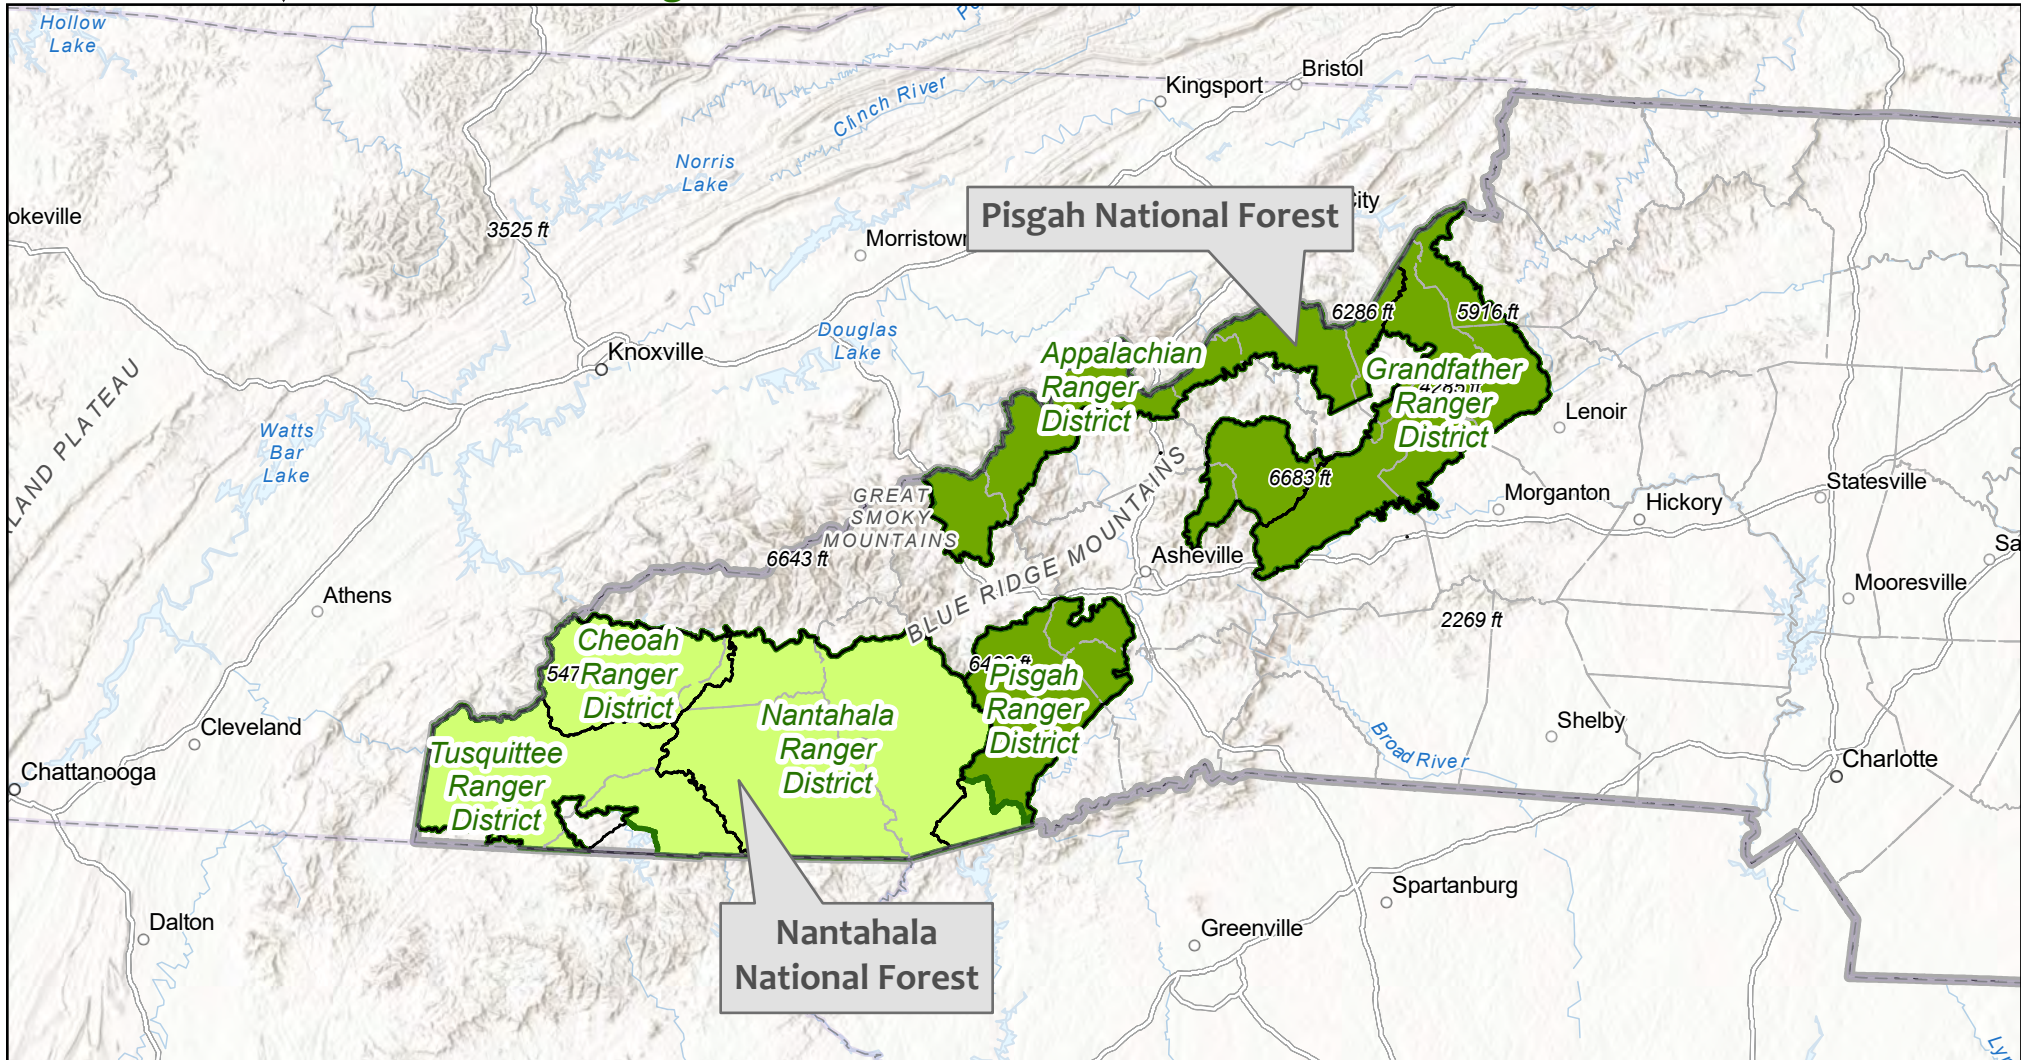 Hollow
Lake
Bristol
Kingsport
Clinch River
Norris
Lake
City
okeville
Pisgah National Forest
3525 ft
Morristown
6286 ft
5916 ft
Douglas
Lake
Knoxville
Appalachian
Ranger
District
Grandfather
Ranger
District
4285 ft
LAND PLATEAU
Lenoir
Watts
Bar
Lake
6683 ft
Statesville
Morganton
Hickory
GREAT
SMOKY
MOUNTAINS
BLUE RIDGE MOUNTAINS
6643 ft
Asheville
Sa
Mooresville
Athens
2269 ft
Cheoah
Ranger
District
547
Pisgah
Ranger
District
Nantahala
Ranger
District
Cleveland
Shelby
Tusquittee
Ranger
District
Broad River
Chattanooga
Charlotte
Spartanburg
Dalton
Greenville
Nantahala
National Forest